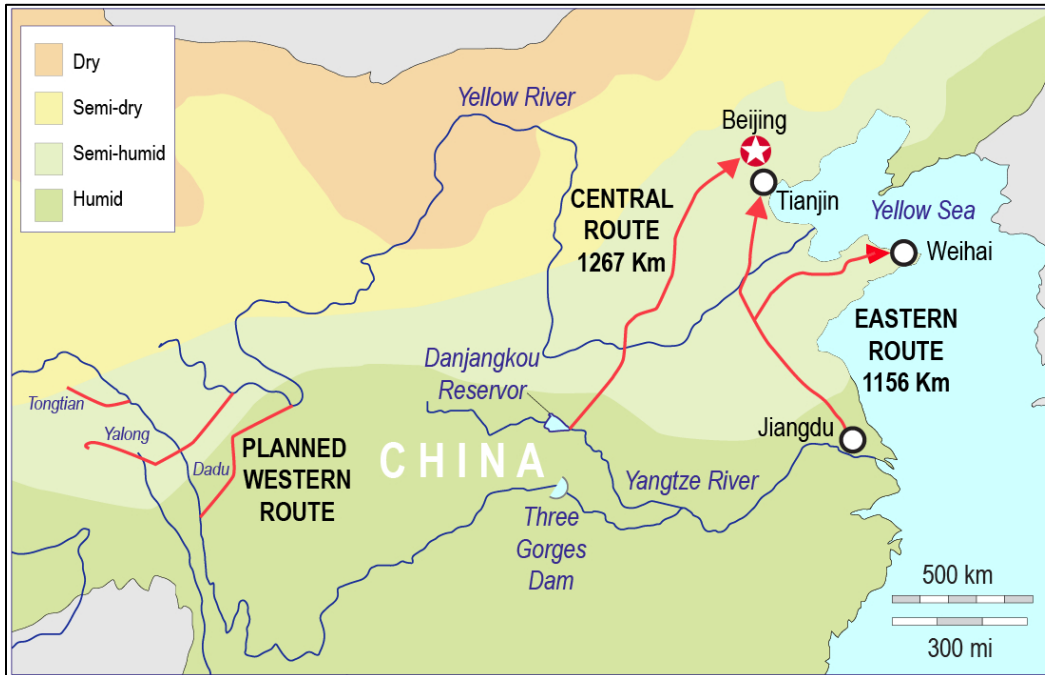 Dry
Semi-dry
Semi-humid
Humid
Yellow River
Beijing
CENTRAL
ROUTE
1267 Km
Tianjin
Yellow Sea
Weihai
EASTERN
ROUTE
1156 Km
Danjangkou
Reservor
Tongtian
Yalong
Dadu
PLANNED
WESTERN
ROUTE
CHINA
Jiangdu
Yangtze River
Three
Gorges
Dam
500 km
300 mi